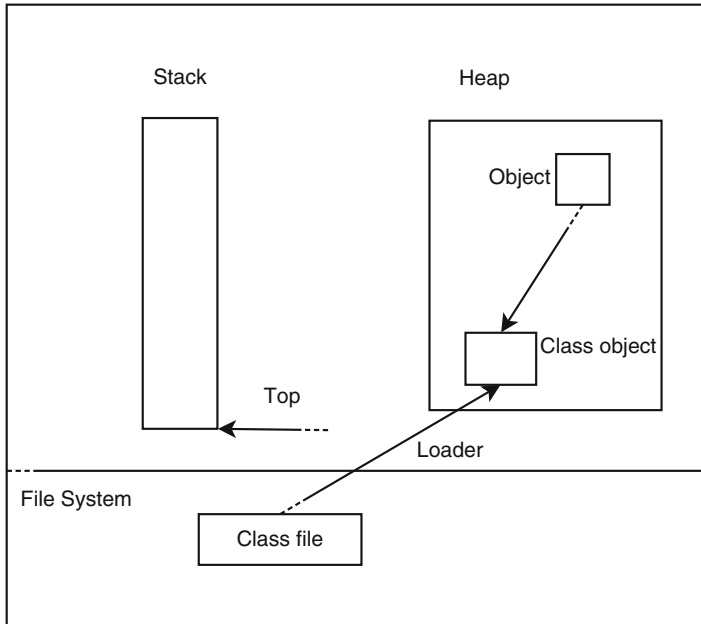 Stack
Heap
Object
Class object
Top
Loader
File System
Class file